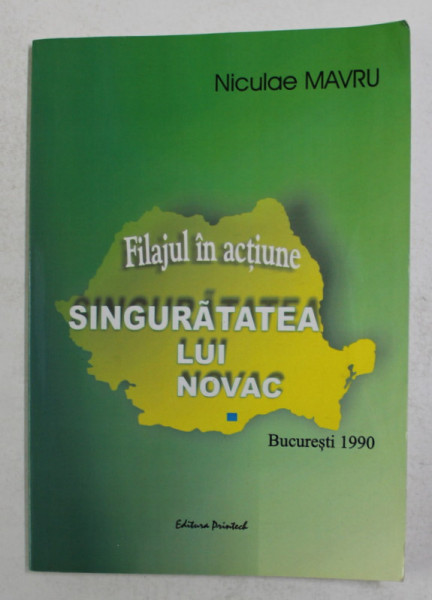 Niculae MAVRU
Filajul în acțiune
SINGURĂTATEA
LUI
NOVAC
București 1990
Editura Printech